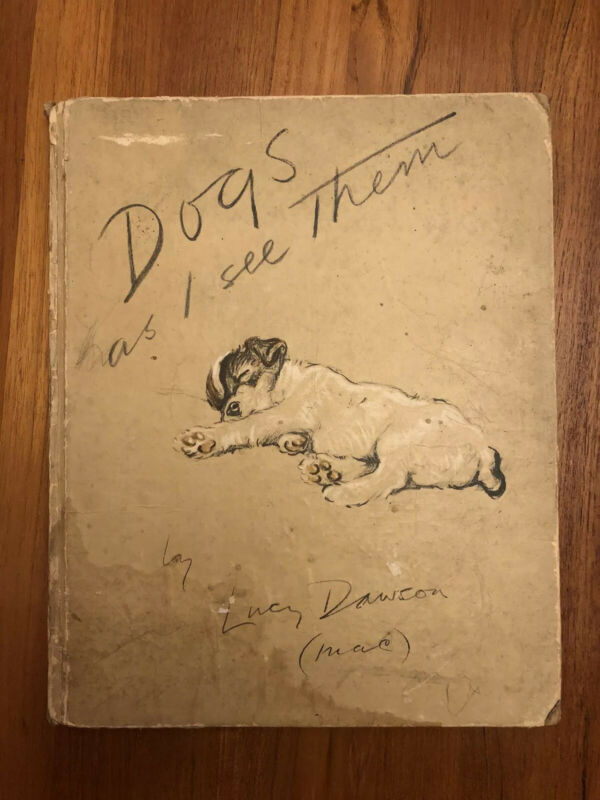 Dogs
as I see Them
by
Lucy Dawson
(Mac)